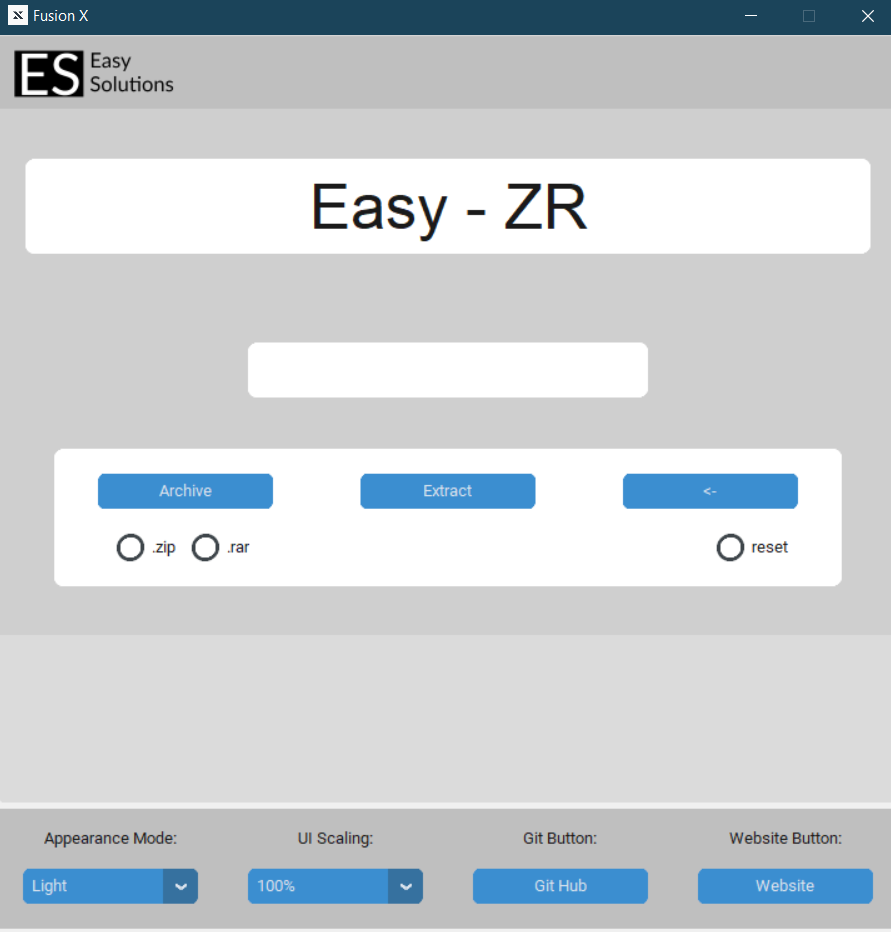 Fusion X
ES Easy
Solutions
Easy - ZR
Archive Extract <-
.zip .rar reset
Appearance Mode: UI Scaling: Git Button: Website Button:
Light 100% Git Hub Website